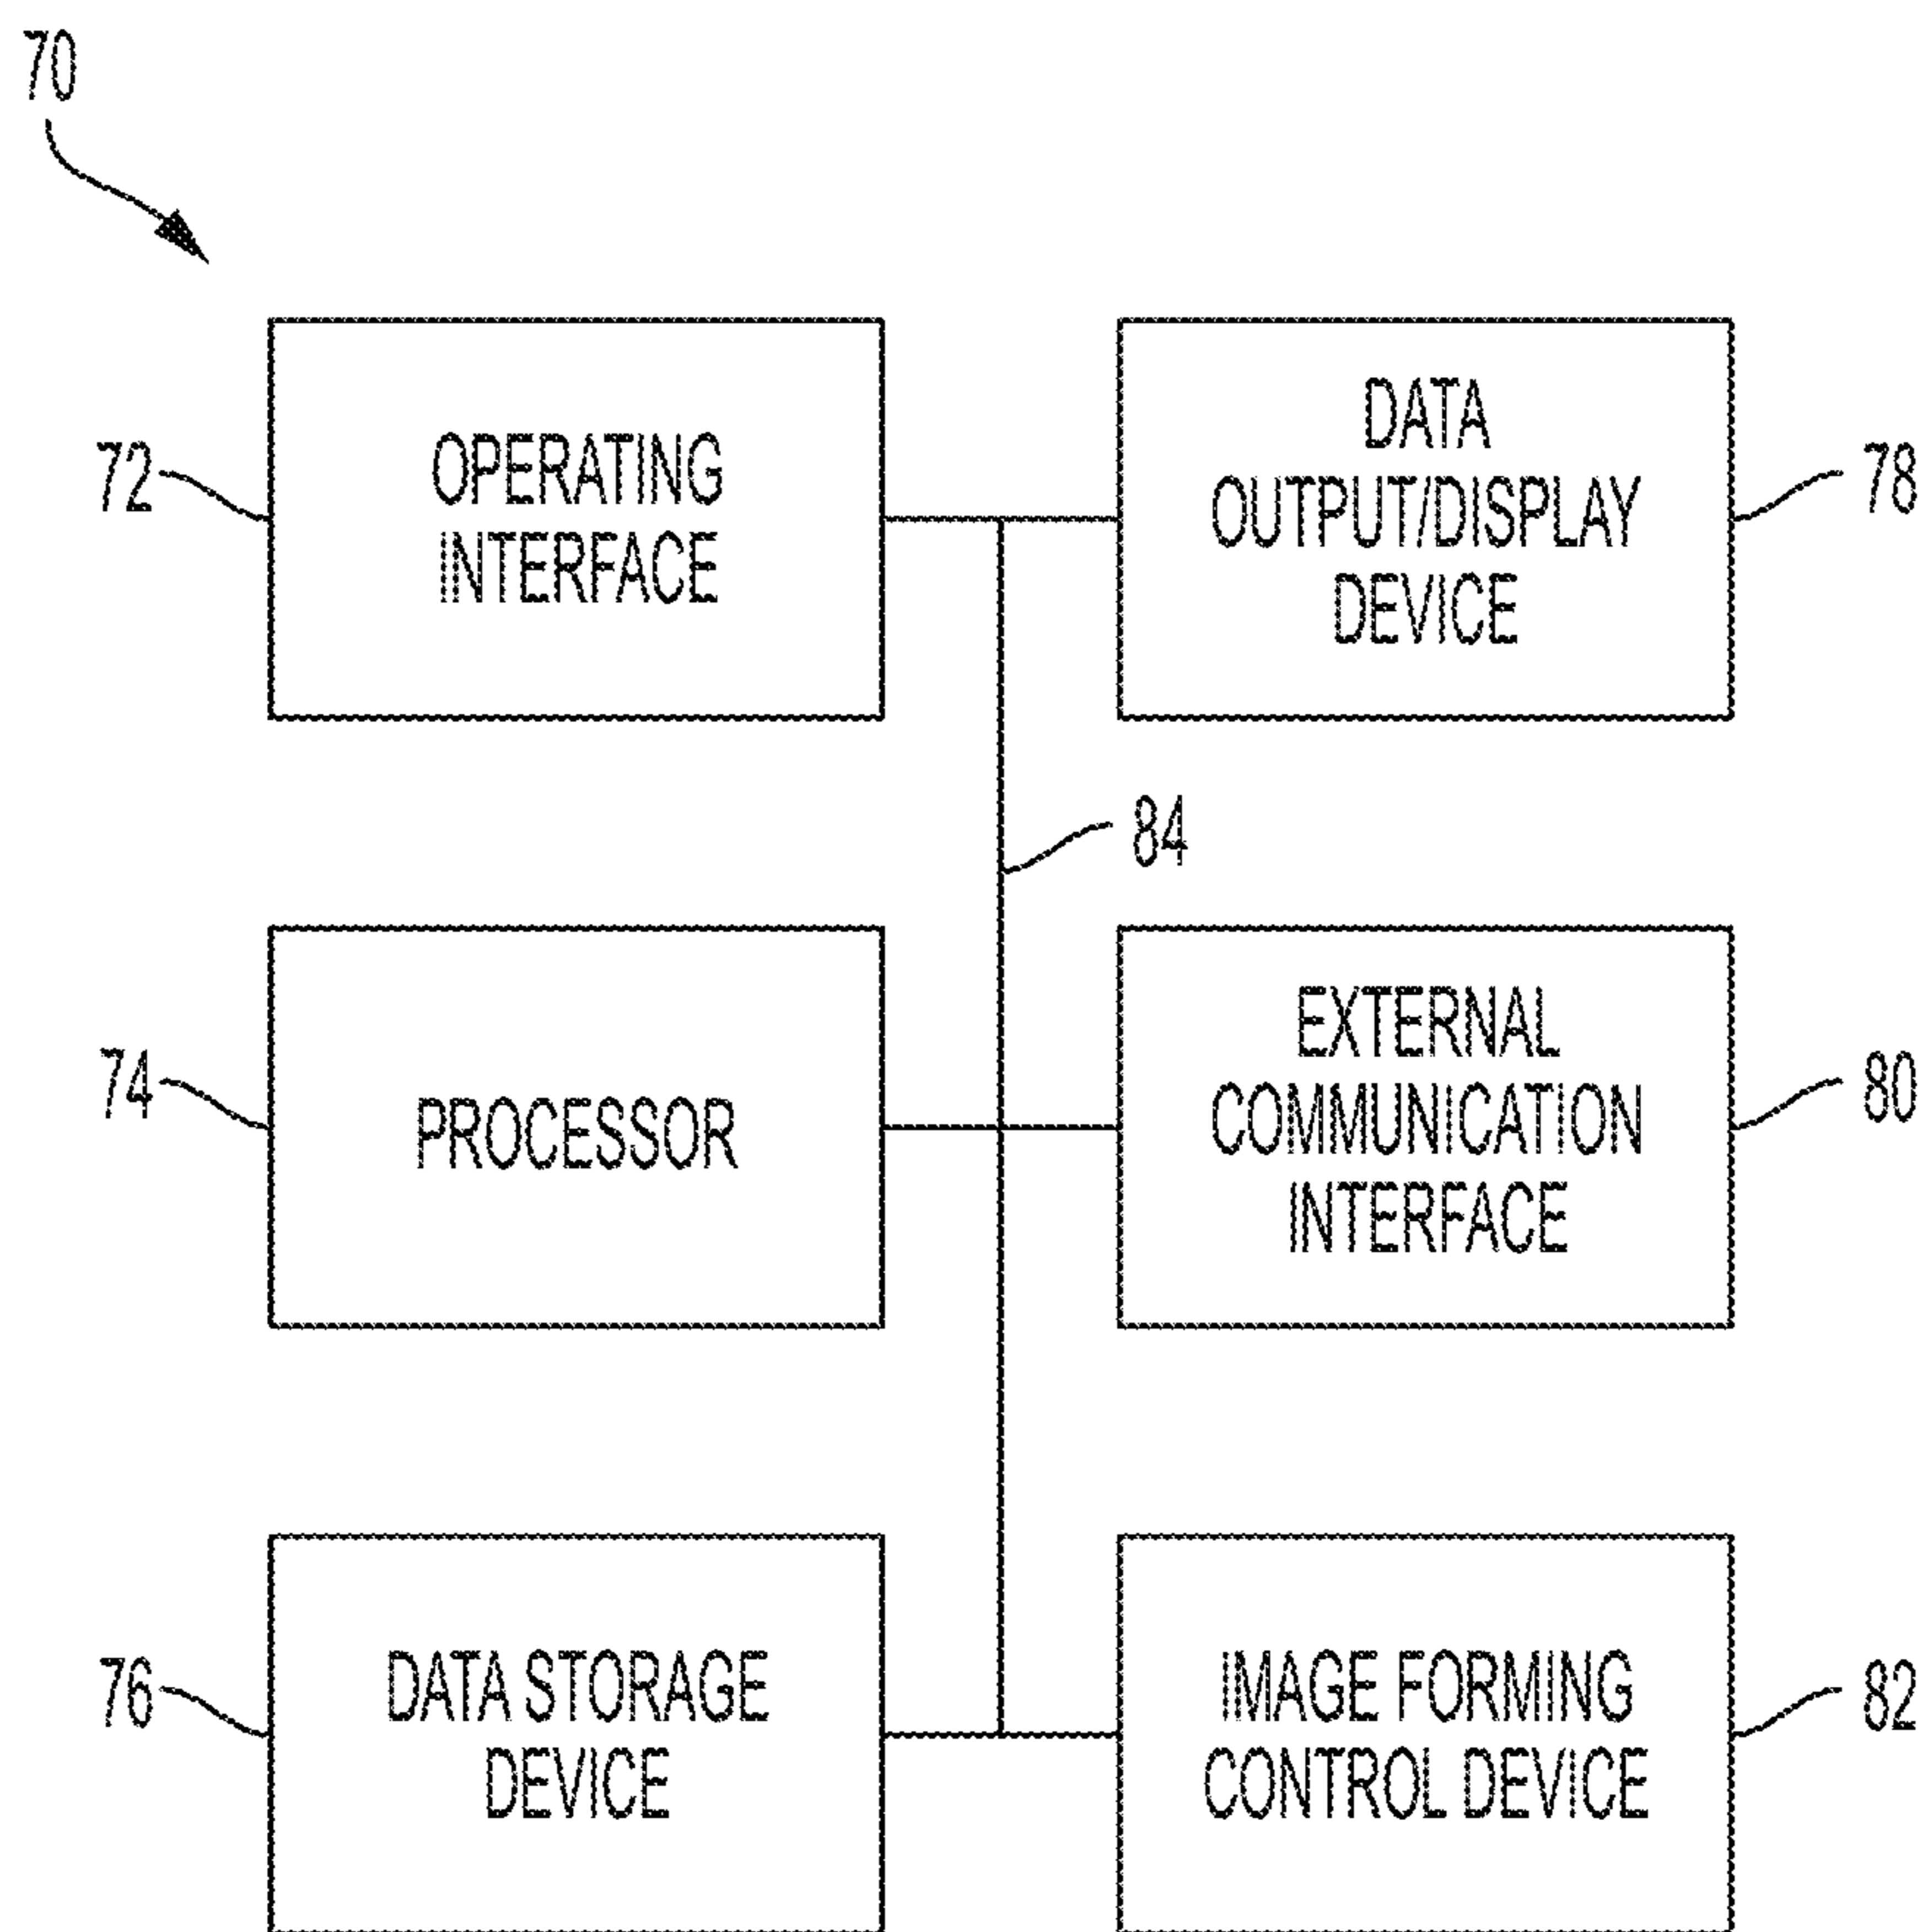 70
72
OPERATING
INTERFACE
DATA
OUTPUT/DISPLAY
DEVICE
78
84
74
PROCESSOR
EXTERNAL
COMMUNICATION
INTERFACE
80
76
DATA STORAGE
DEVICE
IMAGE FORMING
CONTROL DEVICE
82